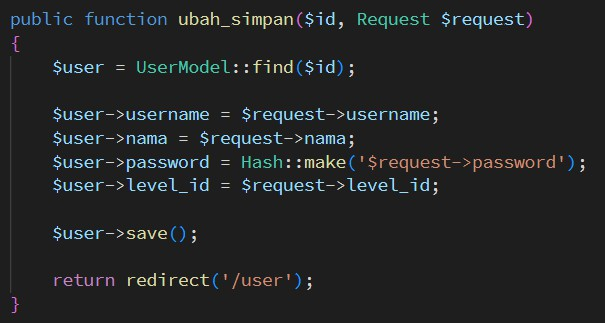 public function ubah_simpan($id, Request $request)
{
    $user = UserModel::find($id);

    $user->username = $request->username;
    $user->nama = $request->nama;
    $user->password = Hash::make('$request->password');
    $user->level_id = $request->level_id;

    $user->save();

    return redirect('/user');
}